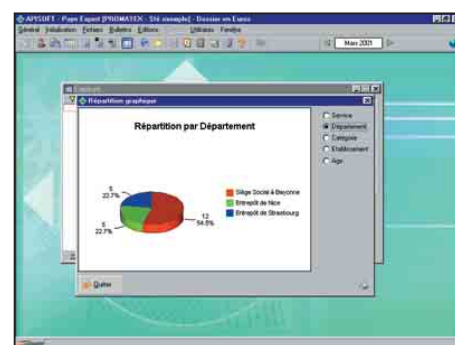 APISOFT - Paye Expert [PROMATEX - Sté exemple] - Dossier en Euros
Général Initialisation Fichiers Bulletins Editions Utilitaires Fenêtre
Mars 2001
Répartition graphique
Répartition par Département
Service
Département
Catégorie
Etablissement
Age
5
22.7%
5
22.7%
12
54.5%
Siège Social à Bayonne
Entrepôt de Nice
Entrepôt de Strasbourg
Quitter